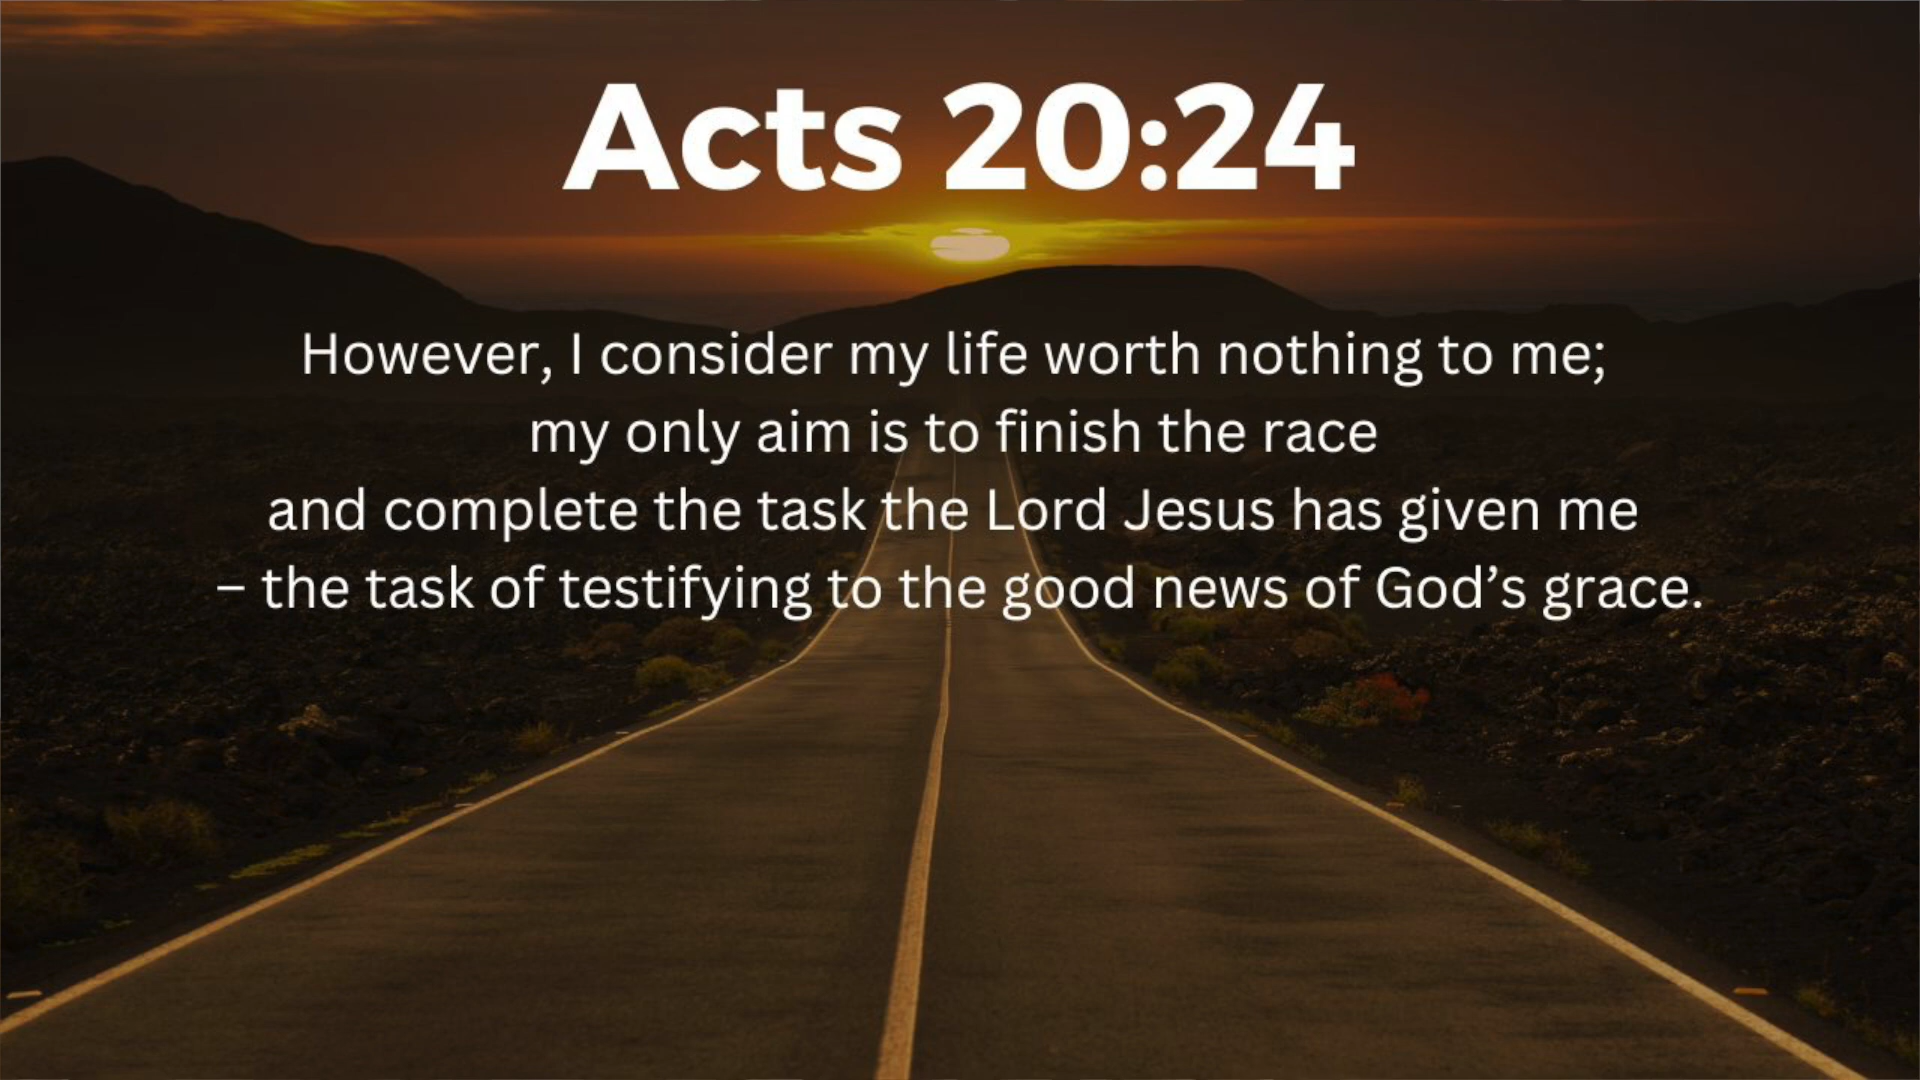 Acts 20:24
However, I consider my life worth nothing to me;
my only aim is to finish the race
and complete the task the Lord Jesus has given me
– the task of testifying to the good news of God’s grace.